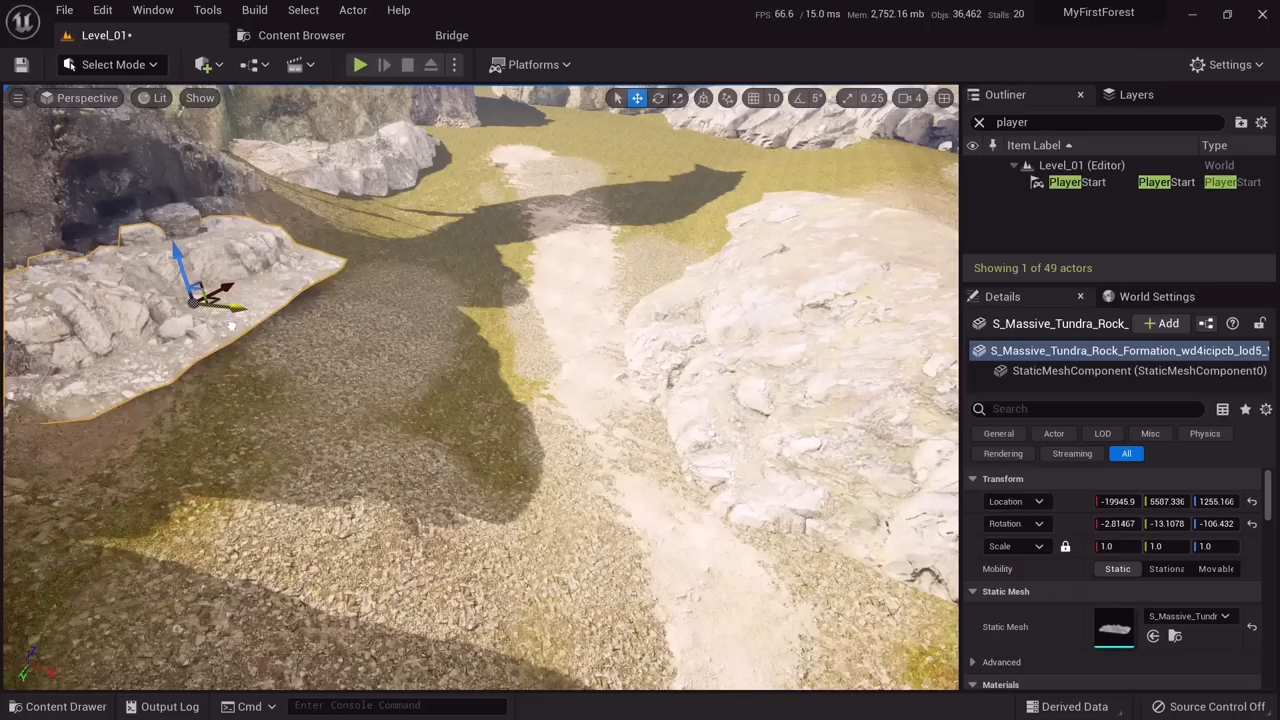 File Edit Window Tools Build Select Actor Help
FPS: 66.6 / 15.0 ms Mem: 2,752.16 mb Objs: 36,462 Stalls: 20
MyFirstForest
Level_01*
Content Browser
Bridge
Select Mode
Platforms
Settings
Perspective
Lit
Show
10
5°
0.25
4
Outliner
Layers
player
Item Label
Type
Level_01 (Editor)
World
PlayerStart
PlayerStart
PlayerStart
Showing 1 of 49 actors
Details
World Settings
S_Massive_Tundra_Rock_
Add
S_Massive_Tundra_Rock_Formation_wd4icipcb_lod5_
StaticMeshComponent (StaticMeshComponent0)
Search
General Actor LOD Misc Physics
Rendering Streaming All
Transform
Location -19945.9 5587.336 1255.166
Rotation -2.81467 -13.1078 -106.432
Scale 1.0 1.0 1.0
Mobility Static Stationa Movable
Static Mesh
Static Mesh
S_Massive_Tundr
Advanced
Materials
Z
Content Drawer
Output Log
Cmd
Enter Console Command
Derived Data
Source Control Off